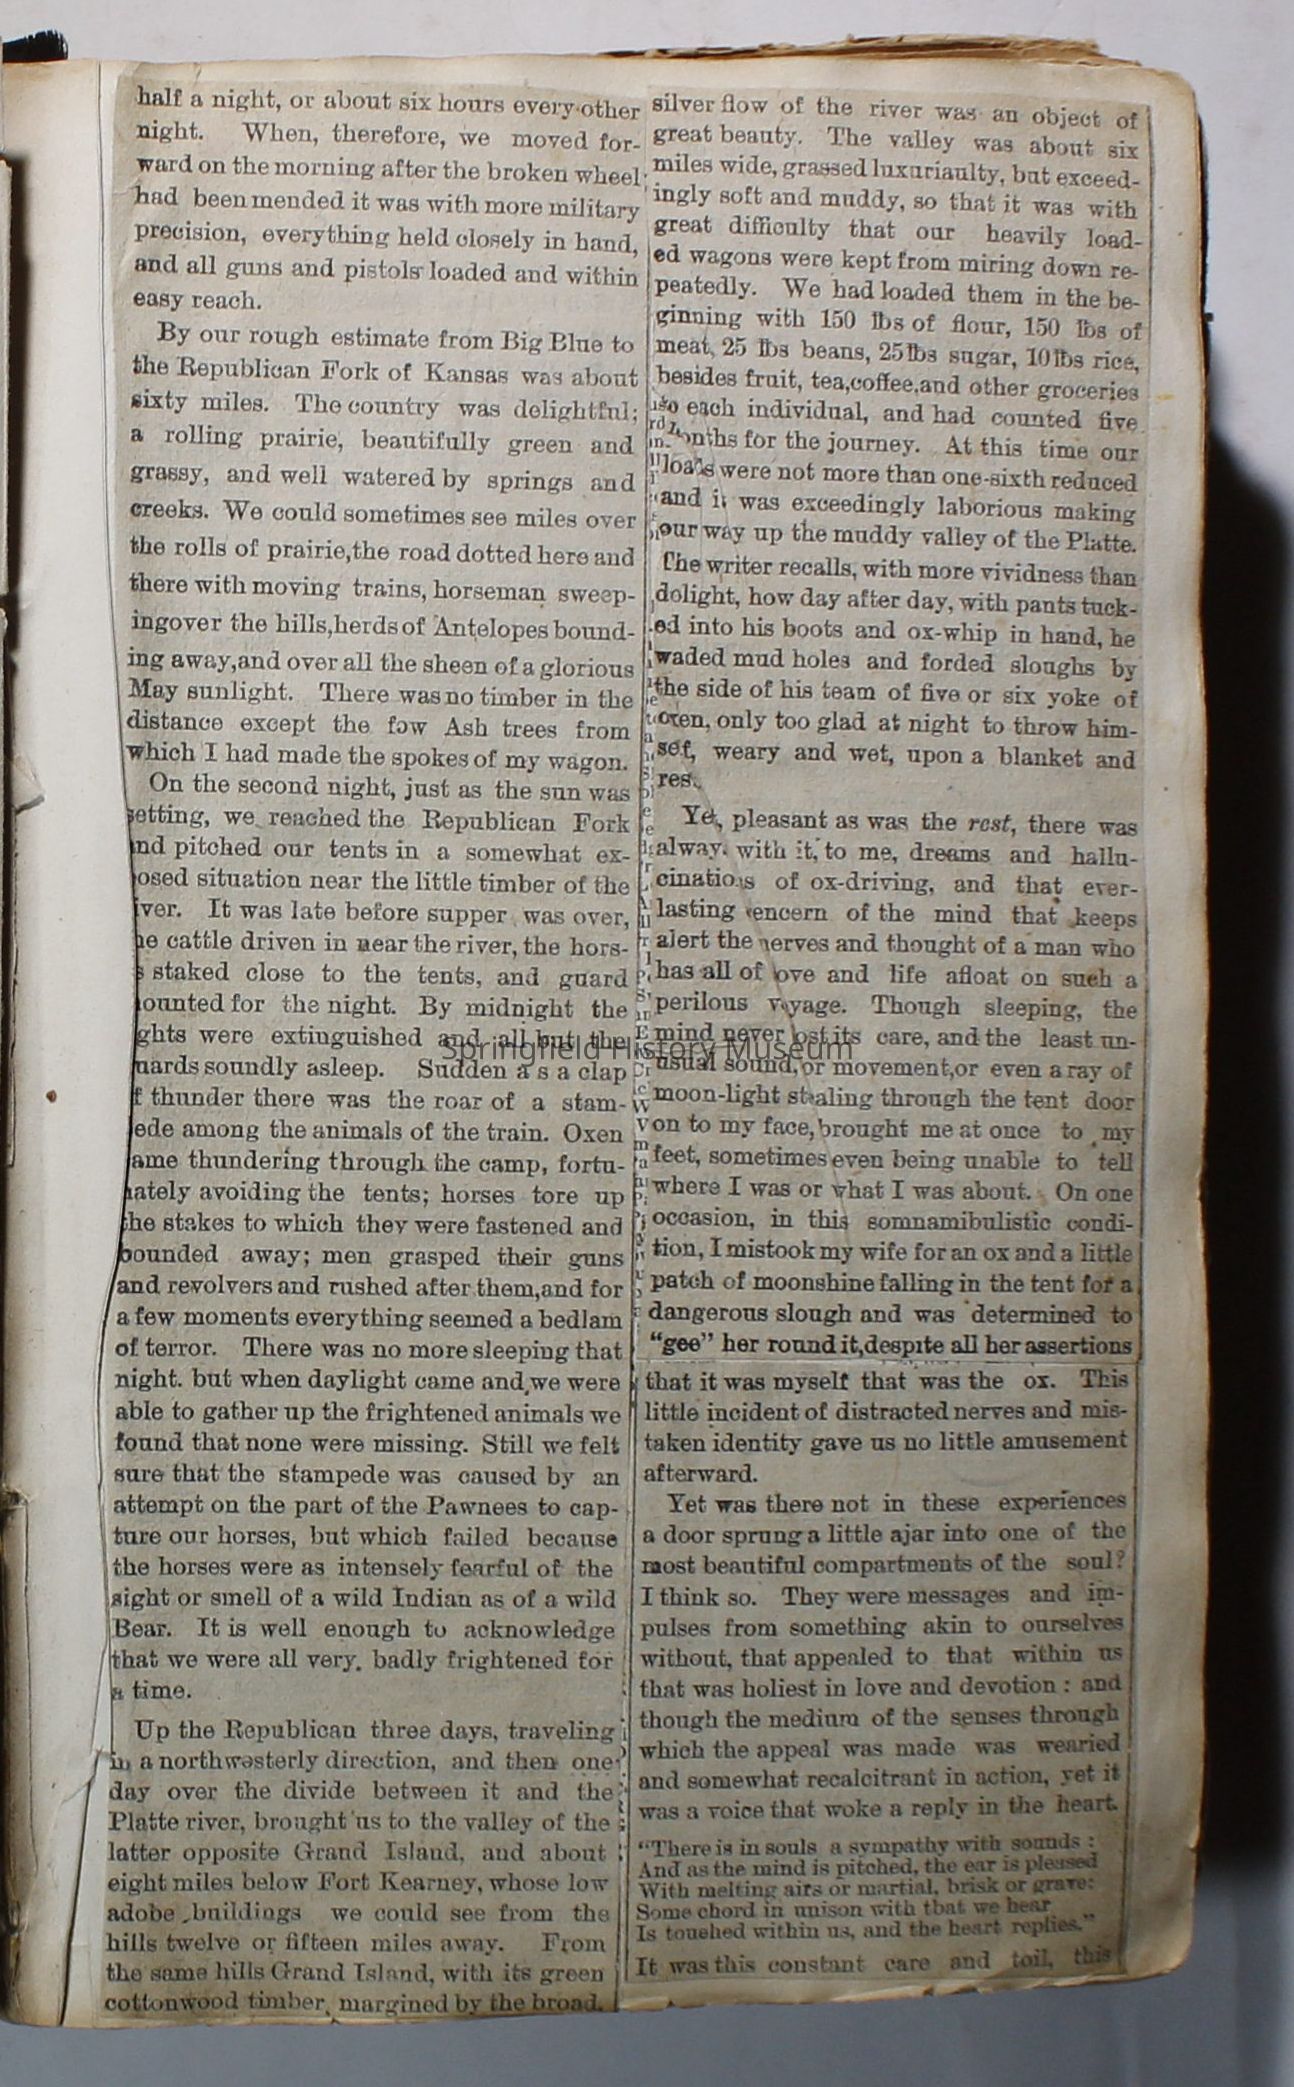 half a night, or about six hours every other
night. When, therefore, we moved for-
ward on the morning after the broken wheel
had been mended it was with more military
precision, everything held closely in hand,
and all guns and pistols loaded and within
easy reach.
By our rough estimate from Big Blue to
the Republican Fork of Kansas was about
sixty miles. The country was delightful;
a rolling prairie, beautifully green and
grassy, and well watered by springs and
creeks. We could sometimes see miles over
the rolls of prairie,the road dotted here and
there with moving trains, horseman sweep-
ingover the hills,herds of Antelopes bound-
ing away,and over all the sheen of a glorious
May sunlight. There was no timber in the
distance except the few Ash trees from
which I had made the spokes of my wagon.
On the second night, just as the sun was
setting, we reached the Republican Fork
and pitched our tents in a somewhat ex-
osed situation near the little timber of the
iver. It was late before supper was over,
he cattle driven in near the river, the hors-
s staked close to the tents, and guard
ounted for the night. By midnight the
ghts were extinguished and all but the
uards soundly asleep. Sudden a s a clap
f thunder there was the roar of a stam-
ede among the animals of the train. Oxen
ame thundering through the camp, fortu-
nately avoiding the tents; horses tore up
the stakes to which they were fastened and
bounded away; men grasped their guns
and revolvers and rushed after them,and for
a few moments everything seemed a bedlam
of terror. There was no more sleeping that
night. but when daylight came and we were
able to gather up the frightened animals we
found that none were missing. Still we felt
sure that the stampede was caused by an
attempt on the part of the Pawnees to cap-
ture our horses, but which failed because
the horses were as intensely fearful of the
sight or smell of a wild Indian as of a wild
Bear. It is well enough to acknowledge
that we were all very. badly frightened for
a time.
Up the Republican three days, traveling
in a northwesterly direction, and then one
day over the divide between it and the
Platte river, brought us to the valley of the
latter opposite Grand Island, and about
eight miles below Fort Kearney, whose low
adobe buildings we could see from the
hills twelve or fifteen miles away. From
the same hills Grand Island, with its green
cottonwood timber, margined by the broad.
silver flow of the river was an object of
great beauty. The valley was about six
miles wide, grassed luxuriaulty, but exceed-
ingly soft and muddy, so that it was with
great difficulty that our heavily load-
ed wagons were kept from miring down re-
peatedly. We had loaded them in the be-
ginning with 150 lbs of flour, 150 lbs of
meat, 25 lbs beans, 25lbs sugar, 10lbs rice,
besides fruit, tea,coffee,and other groceries
to each individual, and had counted five
months for the journey. At this time our
loads were not more than one-sixth reduced
and it was exceedingly laborious making
our way up the muddy valley of the Platte.
The writer recalls, with more vividness than
dolight, how day after day, with pants tuck-
ed into his boots and ox-whip in hand, he
waded mud holes and forded sloughs by
the side of his team of five or six yoke of
oxen, only too glad at night to throw him-
self, weary and wet, upon a blanket and
rest.
Yet, pleasant as was the rest, there was
alway. with it, to me, dreams and hallu-
cinations of ox-driving, and that ever-
lasting concern of the mind that keeps
alert the nerves and thought of a man who
has all of love and life afloat on such a
perilous voyage. Though sleeping, the
mind never lost its care, and the least un-
usual sound,or movement,or even a ray of
moon-light stealing through the tent door
on to my face,brought me at once to my
feet, sometimes even being unable to tell
where I was or what I was about. On one
occasion, in this somnamibulistic condi-
tion, I mistook my wife for an ox and a little
patch of moonshine falling in the tent for a
dangerous slough and was determined to
"gee" her round it,despite all her assertions
that it was myself that was the ox. This
little incident of distracted nerves and mis-
taken identity gave us no little amusement
afterward.
Yet was there not in these experiences
a door sprung a little ajar into one of the
most beautiful compartments of the soul?
I think so. They were messages and im-
pulses from something akin to ourselves
without, that appealed to that within us
that was holiest in love and devotion : and
though the medium of the senses through
which the appeal was made was wearied
and somewhat recalcitrant in action, yet it
was a voice that woke a reply in the heart.
"There is in souls a sympathy with sounds :
And as the mind is pitched, the ear is pleased
With melting airs or martial, brisk or grave:
Some chord in unison with that we hear
Is touched within us, and the heart replies."
It was this constant care and toil, this
Springfield History Museum